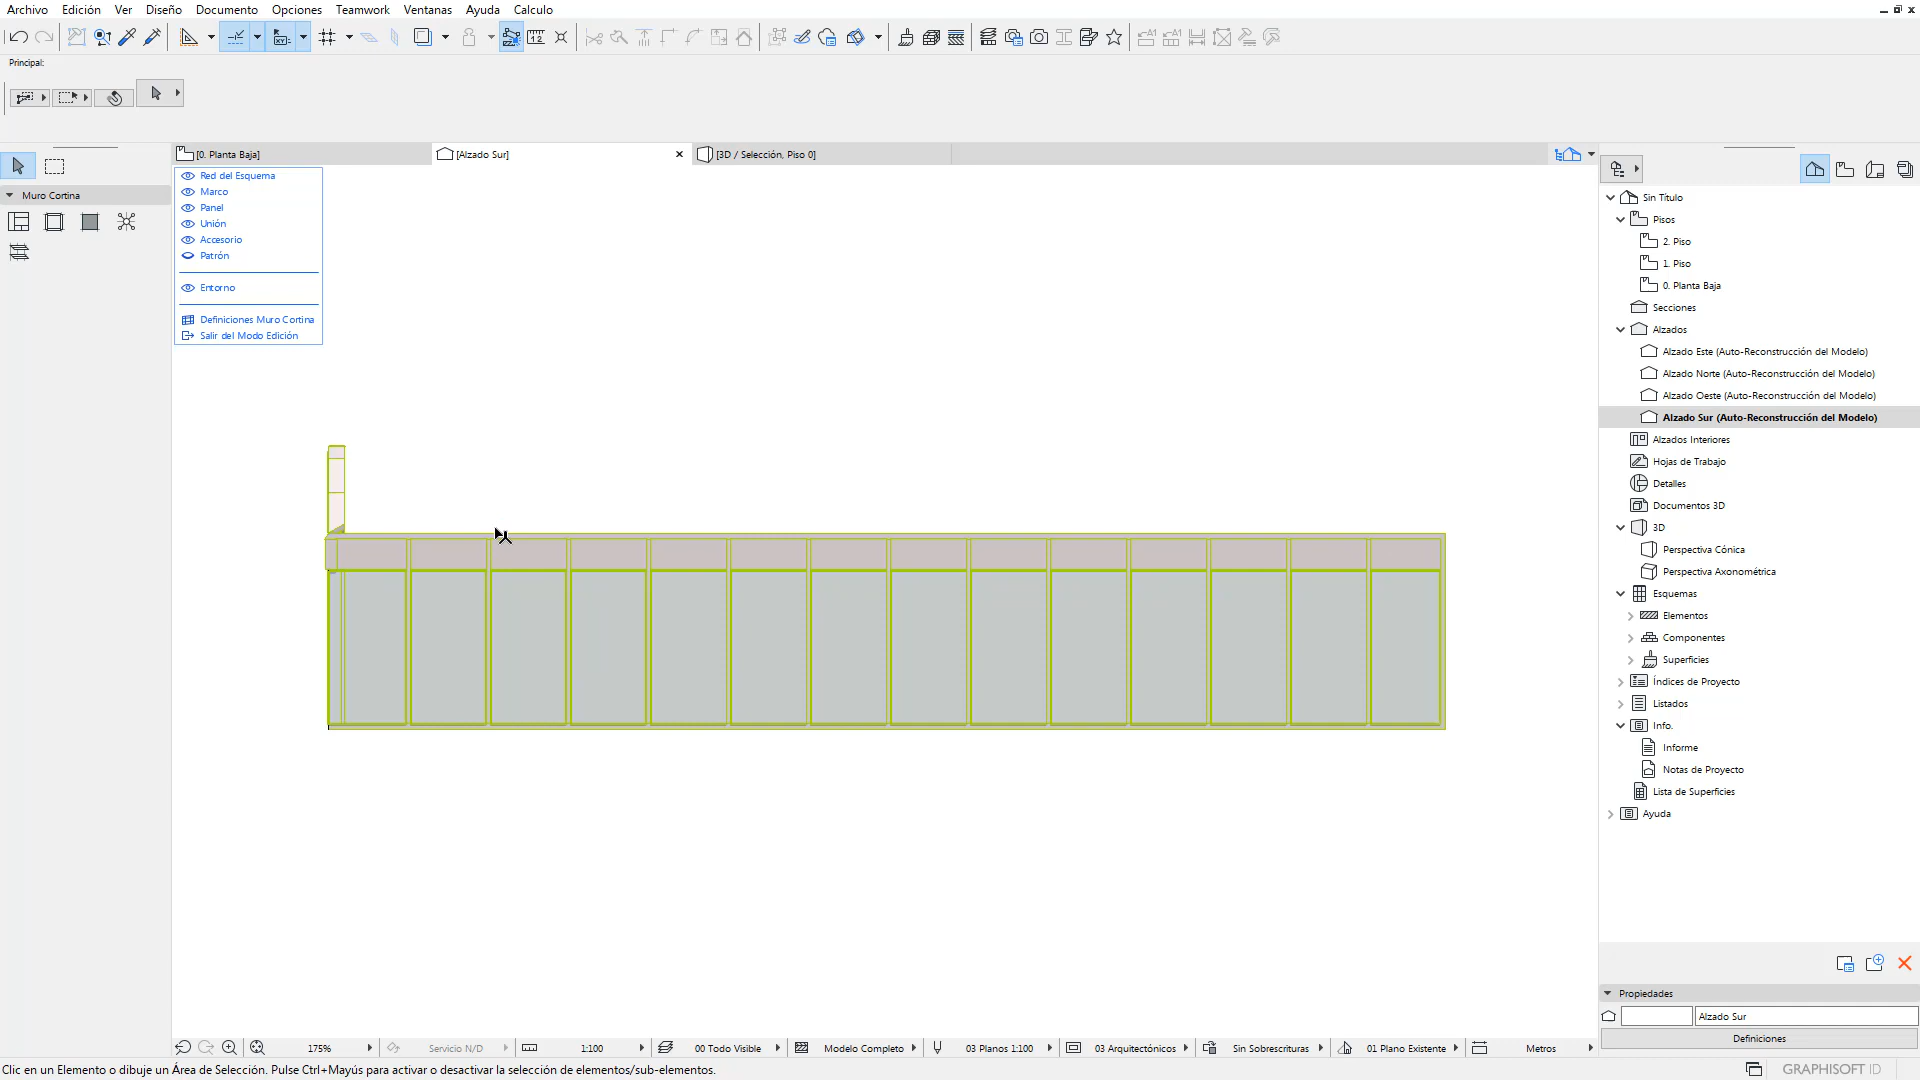 Archivo Edición Ver Diseño Documento Opciones Teamwork Ventanas Ayuda Calculo
Principal:
[0. Planta Baja]
[Alzado Sur]
[3D / Selección, Piso 0]
Muro Cortina
Red del Esquema
Marco
Panel
Unión
Accesorio
Patrón
Entorno
Definiciones Muro Cortina
Salir del Modo Edición
Sin Título
Pisos
2. Piso
1. Piso
0. Planta Baja
Secciones
Alzados
Alzado Este (Auto-Reconstrucción del Modelo)
Alzado Norte (Auto-Reconstrucción del Modelo)
Alzado Oeste (Auto-Reconstrucción del Modelo)
Alzado Sur (Auto-Reconstrucción del Modelo)
Alzados Interiores
Hojas de Trabajo
Detalles
Documentos 3D
3D
Perspectiva Cónica
Perspectiva Axonométrica
Esquemas
Elementos
Componentes
Superficies
Índices de Proyecto
Listados
Info.
Informe
Notas de Proyecto
Lista de Superficies
Ayuda
Propiedades
Alzado Sur
Definiciones
175% Servicio N/D 1:100 00 Todo Visible Modelo Completo 03 Planos 1:100 03 Arquitectónicos Sin Sobrescrituras 01 Plano Existente Metros
Clic en un Elemento o dibuje un Área de Selección. Pulse Ctrl+Mayús para activar o desactivar la selección de elementos/sub-elementos.
GRAPHISOFT ID